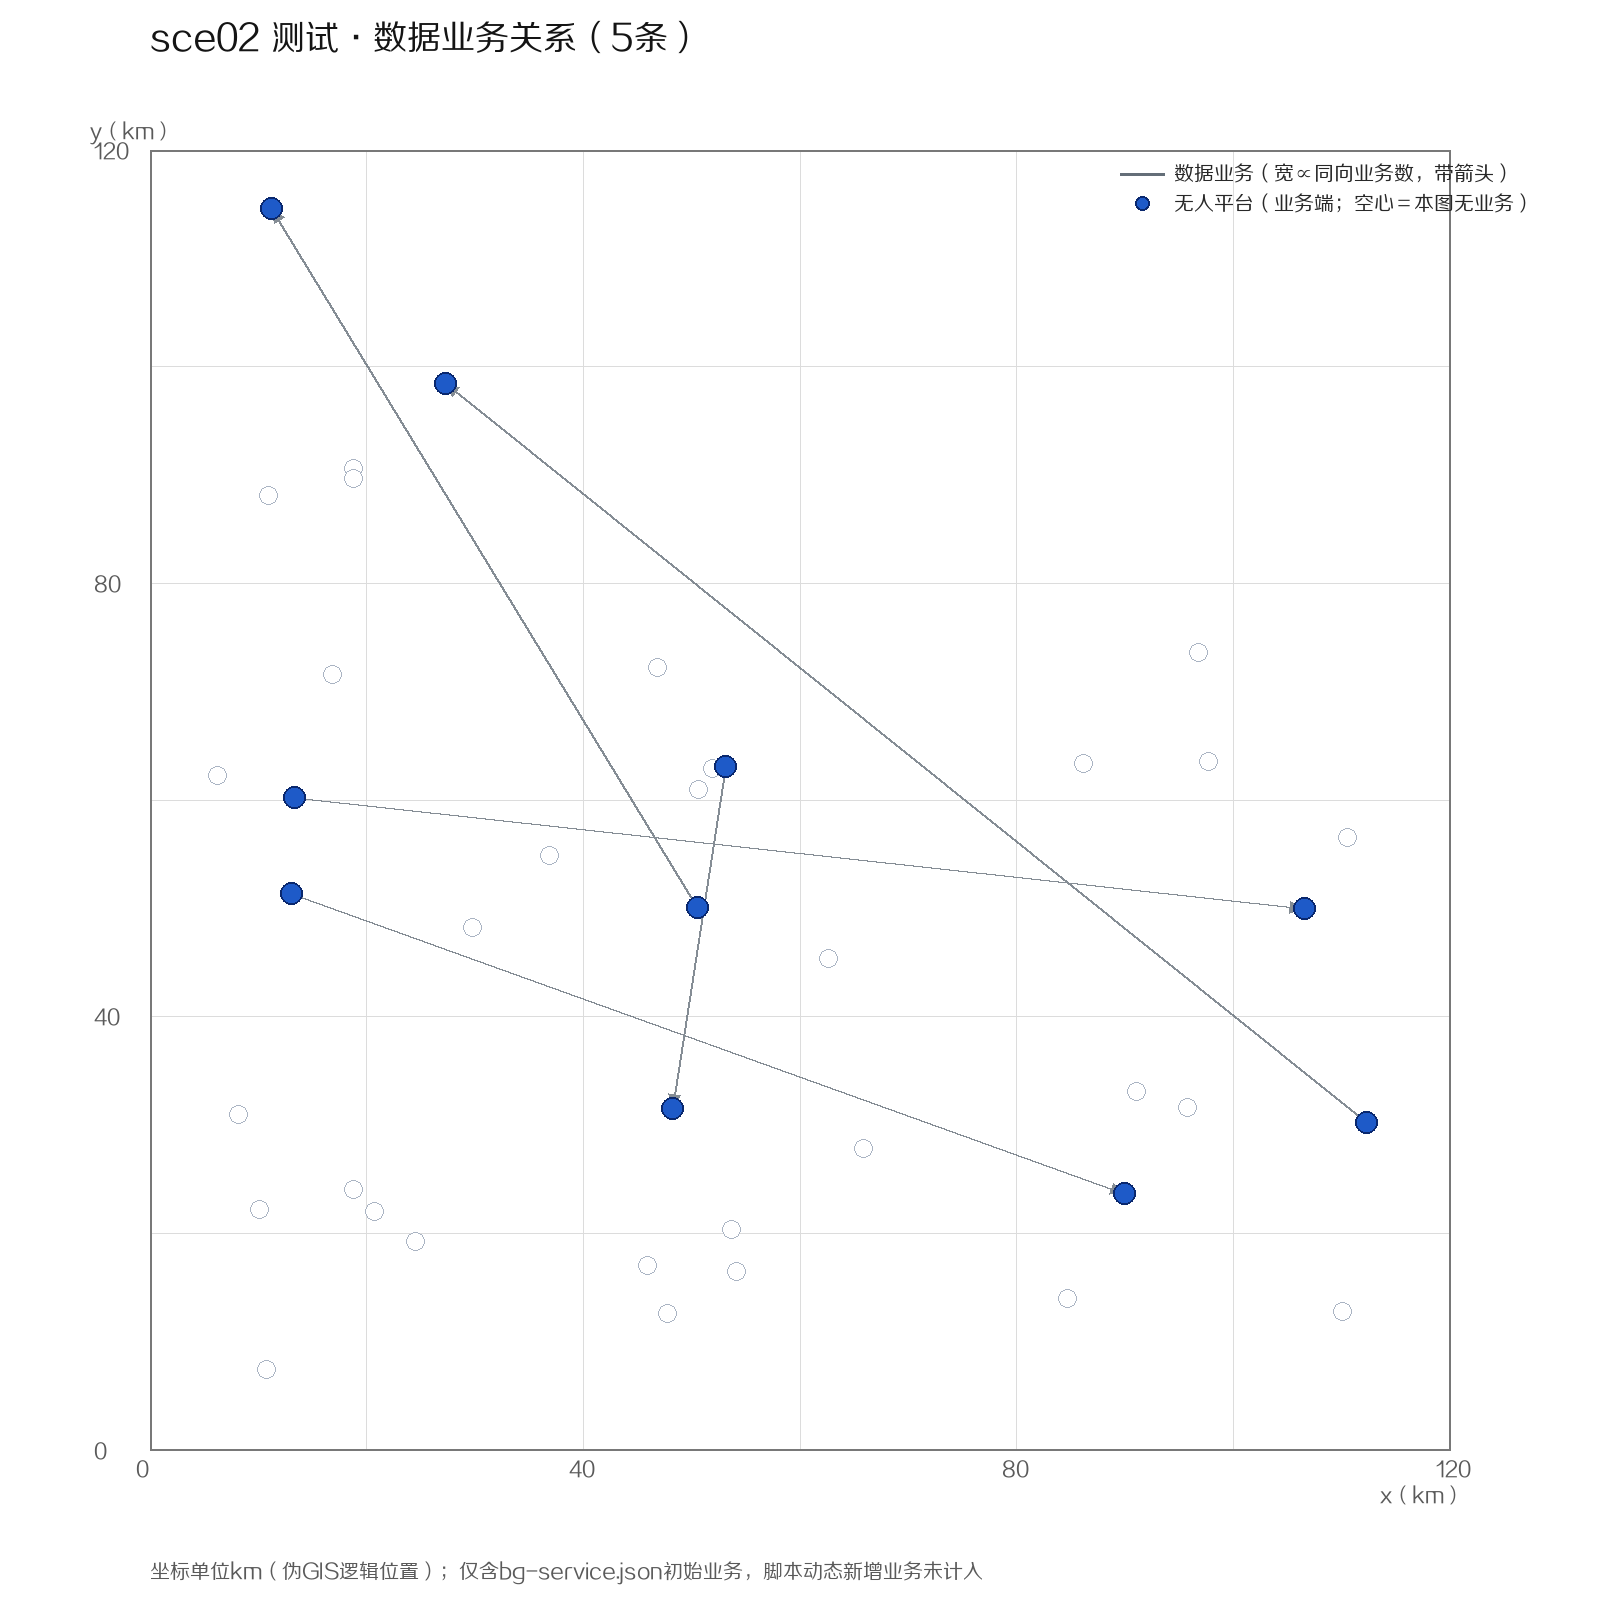 sce02 测试·数据业务关系（5条）
y（km）
120
数据业务（宽∝同向业务数，带箭头）
无人平台（业务端；空心＝本图无业务）
80
40
0
0 40 80 120
x（km）
坐标单位km（伪GIS逻辑位置）；仅含bg-service.json初始业务，脚本动态新增业务未计入